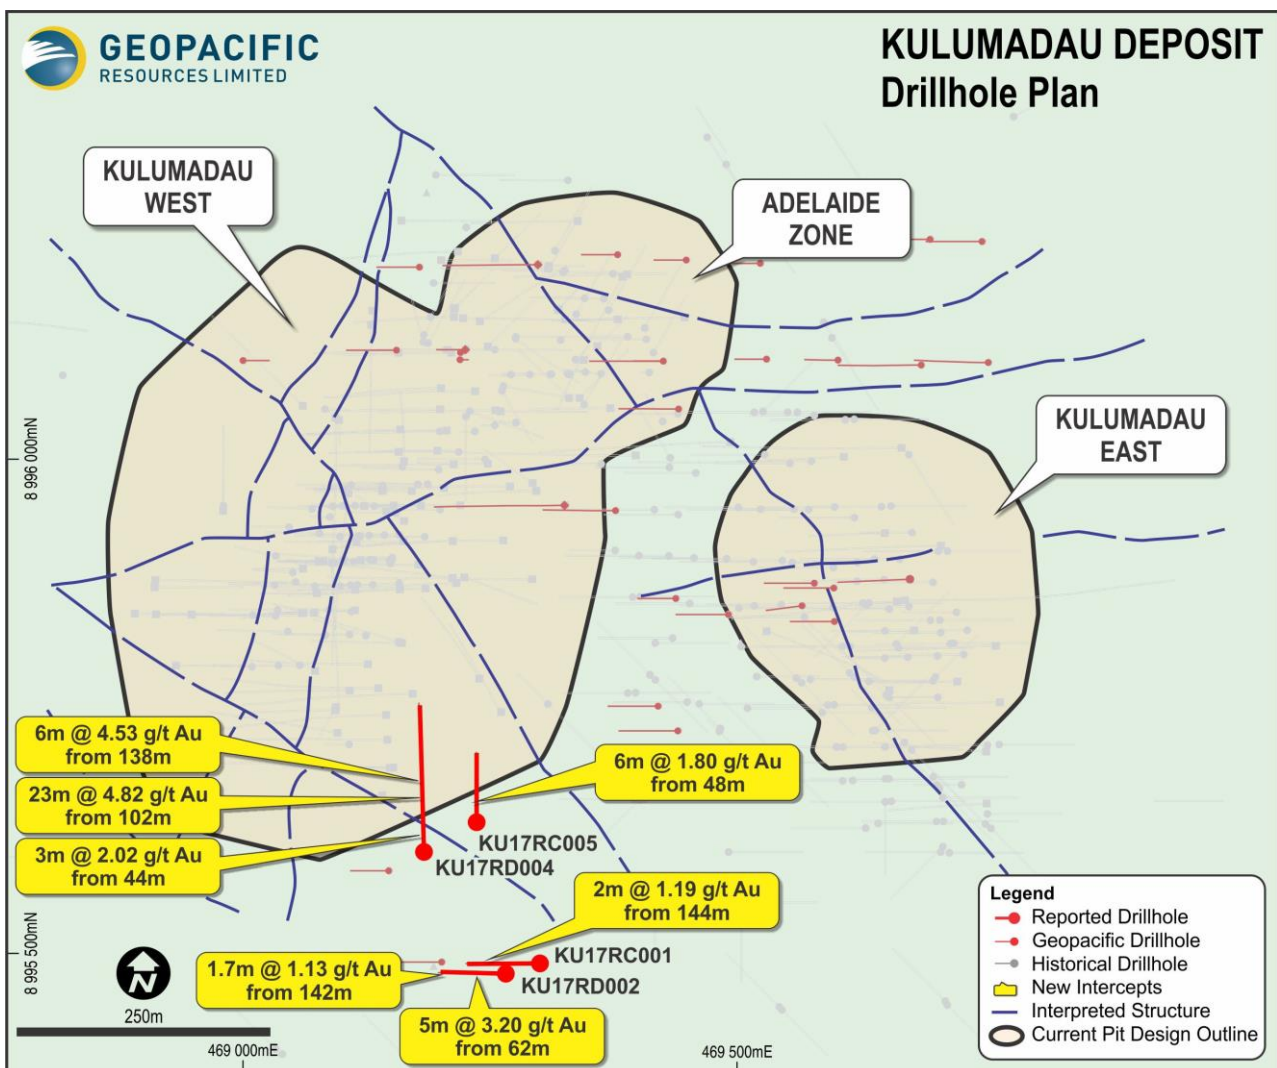 GEOPACIFIC
RESOURCES LIMITED
KULUMADAU DEPOSIT
Drillhole Plan
KULUMADAU
WEST
ADELAIDE
ZONE
KULUMADAU
EAST
8 996 000mN
6m @ 4.53 g/t Au
from 138m
23m @ 4.82 g/t Au
from 102m
3m @ 2.02 g/t Au
from 44m
6m @ 1.80 g/t Au
from 48m
KU17RC005
KU17RD004
2m @ 1.19 g/t Au
from 144m
KU17RC001
KU17RD002
1.7m @ 1.13 g/t Au
from 142m
5m @ 3.20 g/t Au
from 62m
8 995 500mN
N
250m
469 000mE
469 500mE
Legend
Reported Drillhole
Geopacific Drillhole
Historical Drillhole
New Intercepts
Interpreted Structure
Current Pit Design Outline